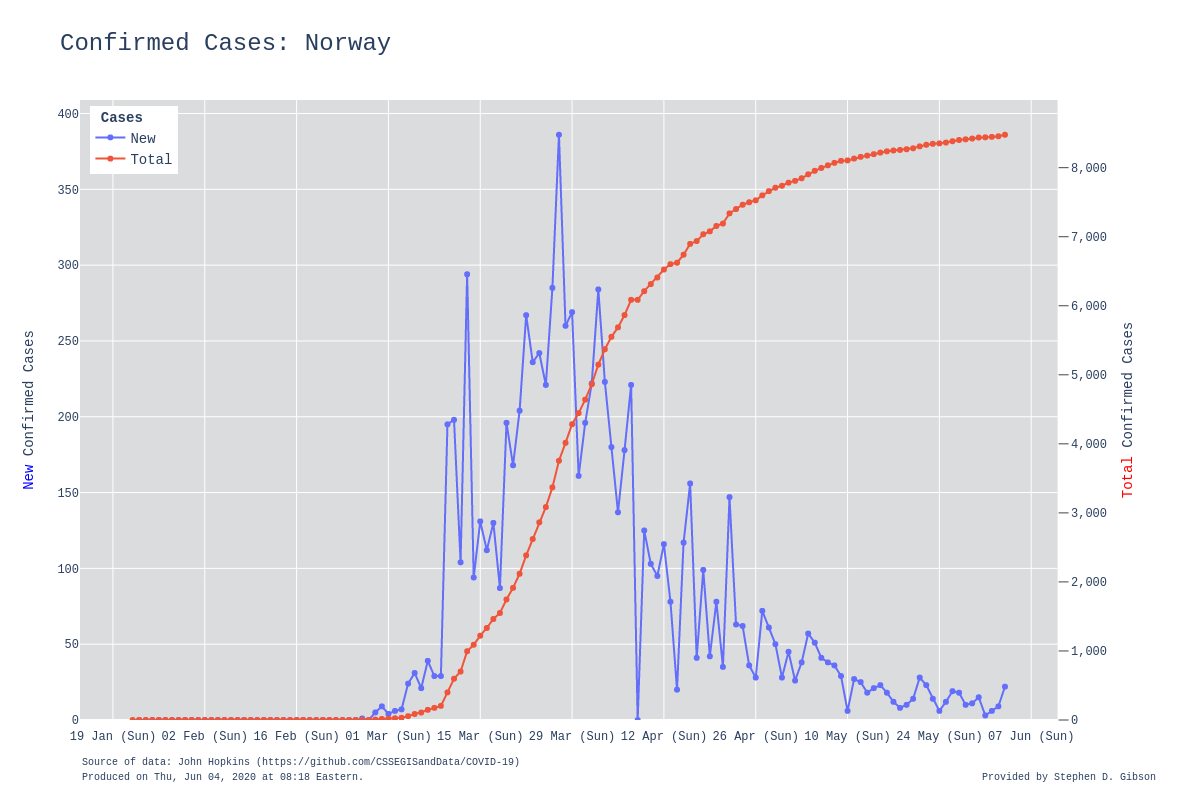 Confirmed Cases: Norway
Cases
New
Total
400
350
300
250
200
150
100
50
0
8,000
7,000
6,000
5,000
4,000
3,000
2,000
1,000
0
New Confirmed Cases
Total Confirmed Cases
19 Jan (Sun) 02 Feb (Sun) 16 Feb (Sun) 01 Mar (Sun) 15 Mar (Sun) 29 Mar (Sun) 12 Apr (Sun) 26 Apr (Sun) 10 May (Sun) 24 May (Sun) 07 Jun (Sun)
Source of data: John Hopkins (https://github.com/CSSEGISandData/COVID-19)
Produced on Thu, Jun 04, 2020 at 08:18 Eastern.
Provided by Stephen D. Gibson